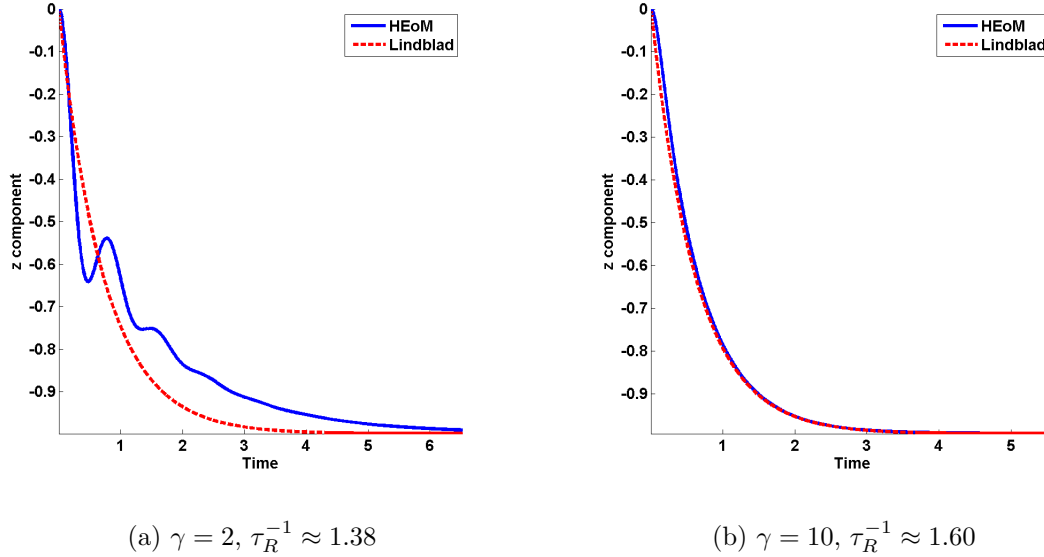 0
-0.1
-0.2
-0.3
-0.4
-0.5
-0.6
-0.7
-0.8
-0.9
z component
1 2 3 4 5 6
Time
HEoM
Lindblad
(a) γ = 2, τ_R^{-1} ≈ 1.38
0
-0.1
-0.2
-0.3
-0.4
-0.5
-0.6
-0.7
-0.8
-0.9
z component
1 2 3 4 5
Time
HEoM
Lindblad
(b) γ = 10, τ_R^{-1} ≈ 1.60